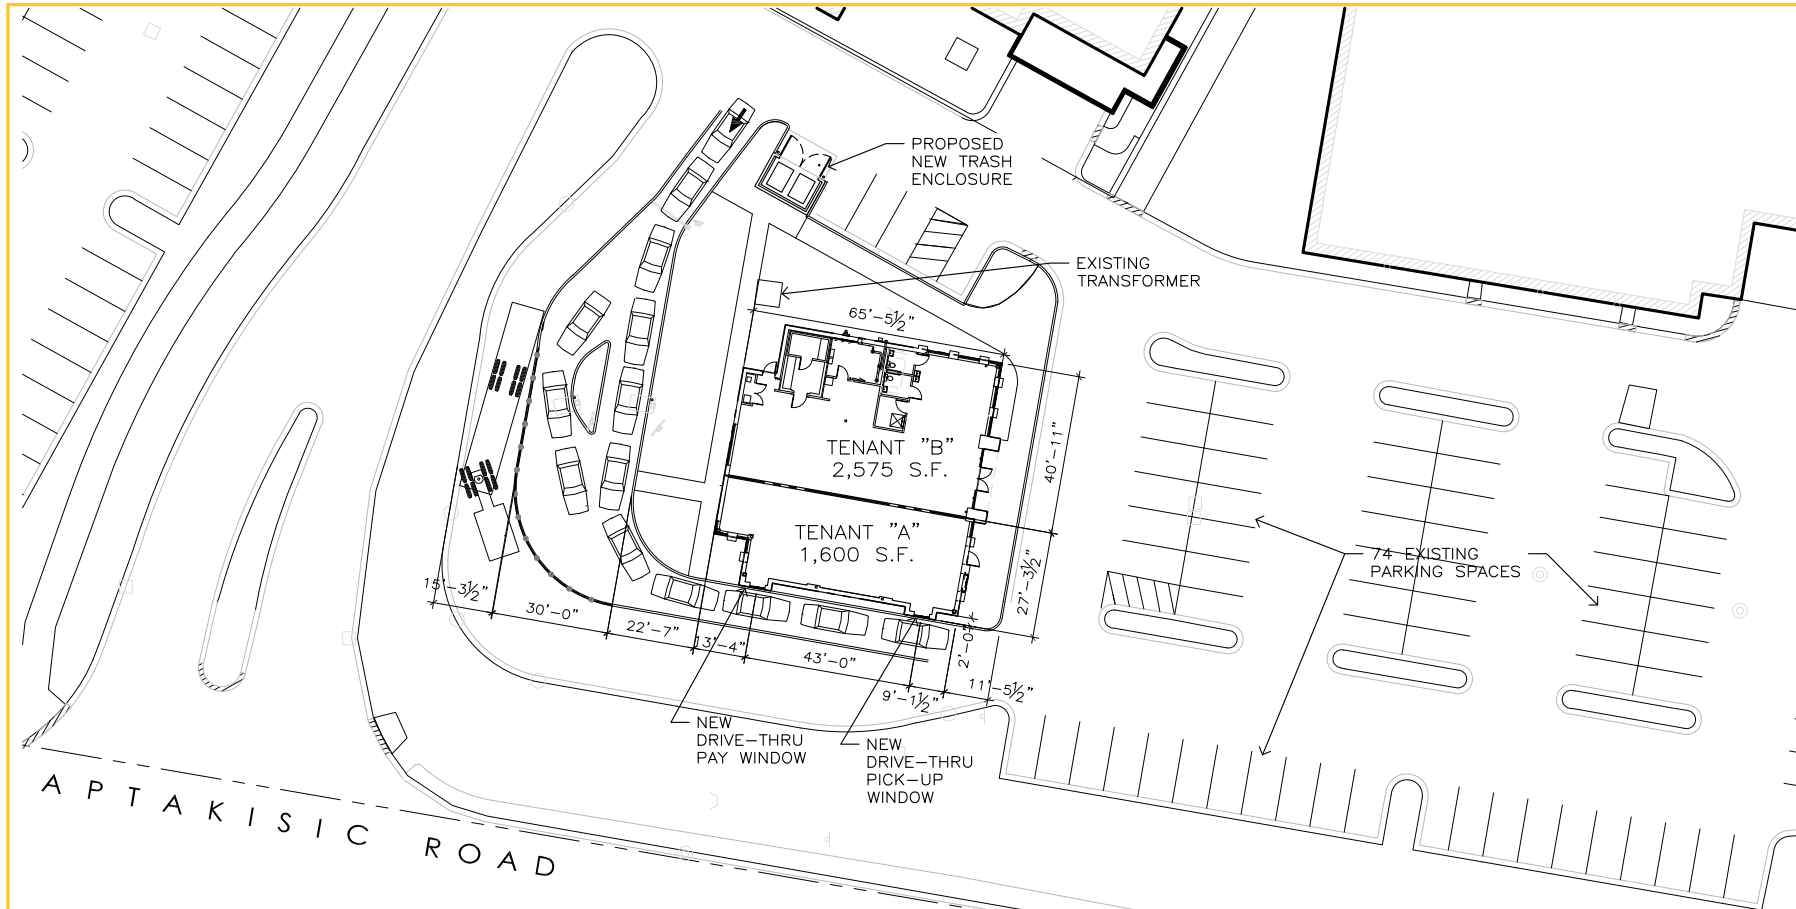 PROPOSED
NEW TRASH
ENCLOSURE
EXISTING
TRANSFORMER
65'-5½"
TENANT "B"
2,575 S.F.
40'-11"
TENANT "A"
1,600 S.F.
27'-3½"
74 EXISTING
PARKING SPACES
15'-3½"
30'-0"
22'-7"
13'-4"
43'-0"
2'-0"
9'-1½"
11'-5½"
NEW
DRIVE-THRU
PAY WINDOW
NEW
DRIVE-THRU
PICK-UP
WINDOW
APTAKISIC ROAD